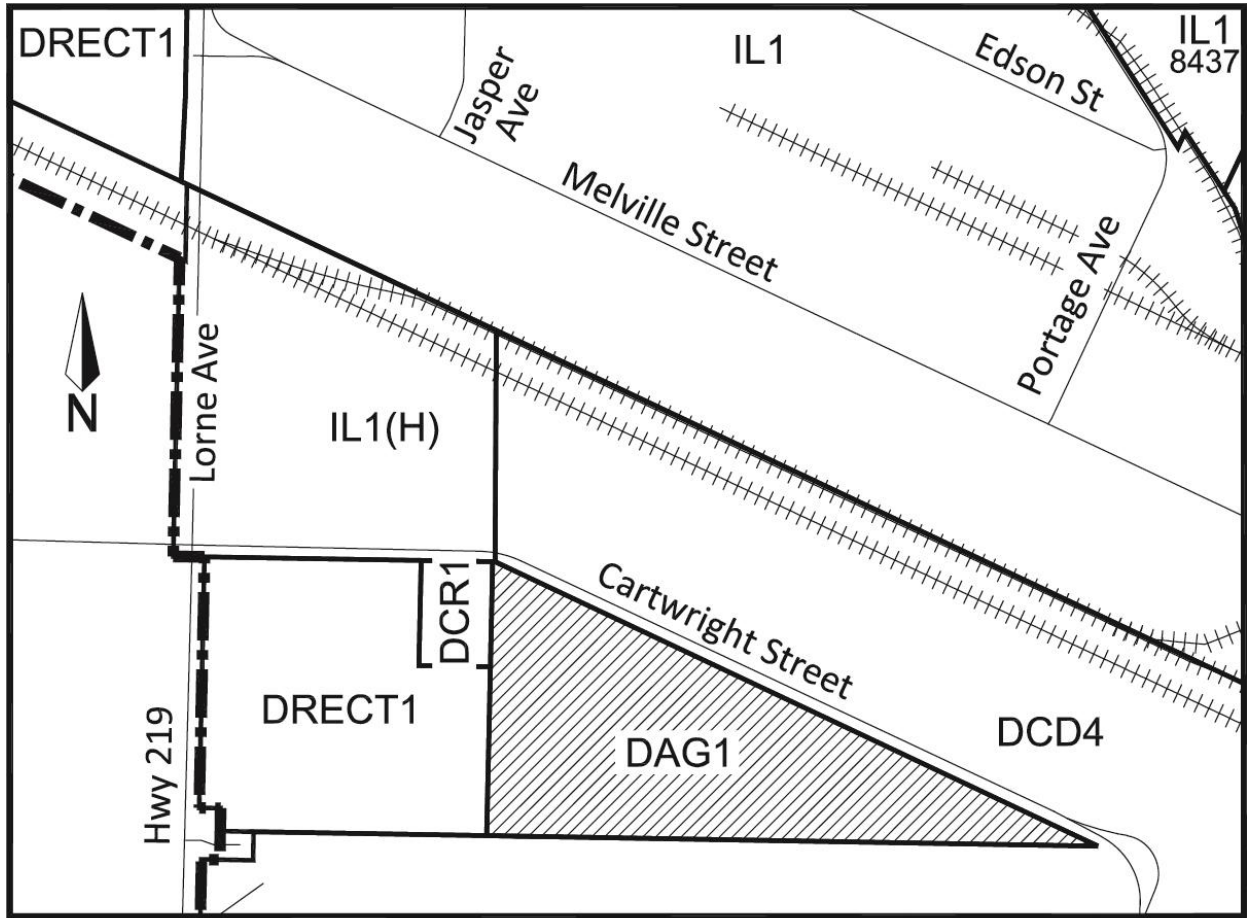 DRECT1
IL1
IL1
8437
Edson St
Jasper
Ave
Melville Street
Portage Ave
N
Lorne Ave
IL1(H)
DCR1
Cartwright Street
DRECT1
Hwy 219
DAG1
DCD4